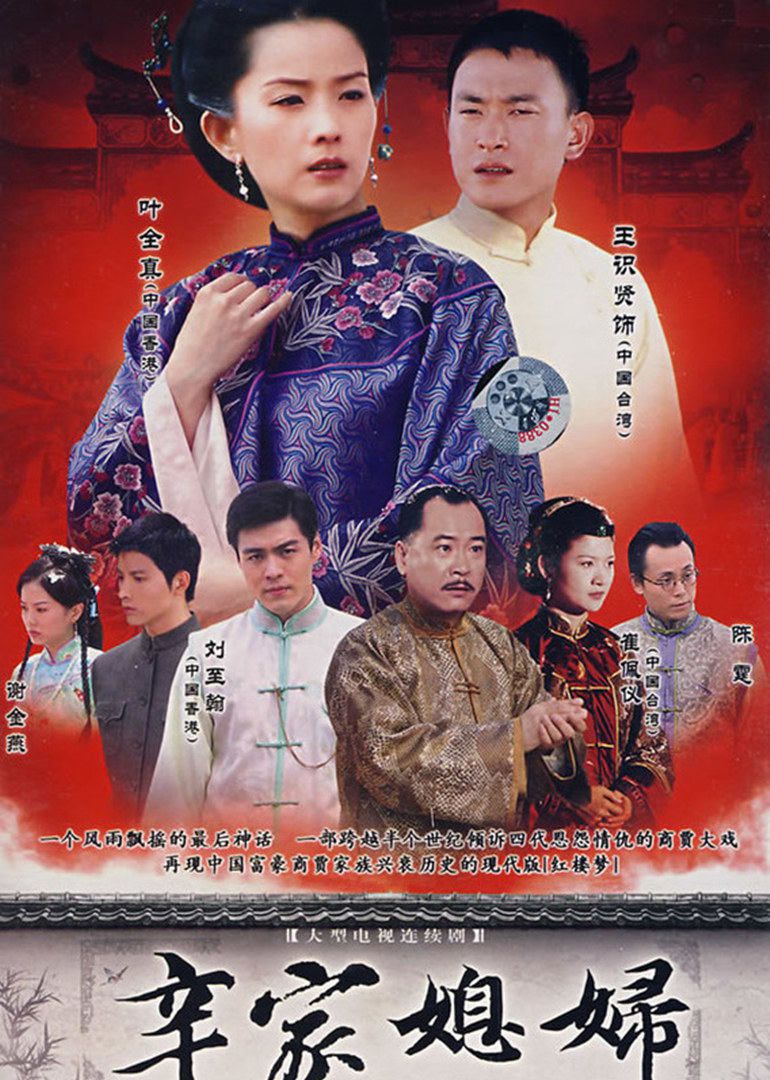 叶全真(中国香港)
王识贤饰(中国台湾)
HT·0388
谢金燕
刘至翰
(中国香港)
崔佩仪
(中国台湾)
陈霆
一个风雨飘摇的最后神话 一部跨越半个世纪倾诉四代恩怨情仇的商贾大戏
再现中国富豪商贾家族兴衰历史的现代版|红楼梦|
【大型电视连续剧】
辛家媳婦